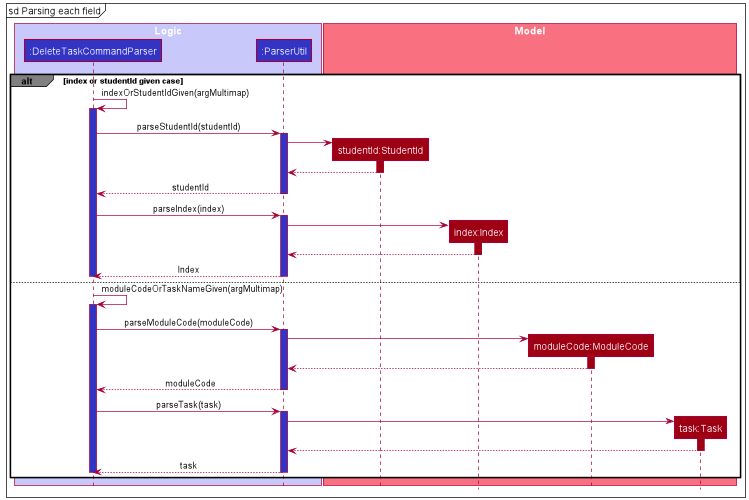 sd Parsing each field
Logic
Model
:DeleteTaskCommandParser
:ParserUtil
alt
[index or studentId given case]
indexOrStudentIdGiven(argMultimap)
parseStudentId(studentId)
studentId:StudentId
studentId
parseIndex(index)
index:Index
Index
moduleCodeOrTaskNameGiven(argMultimap)
parseModuleCode(moduleCode)
moduleCode:ModuleCode
moduleCode
parseTask(task)
task:Task
task